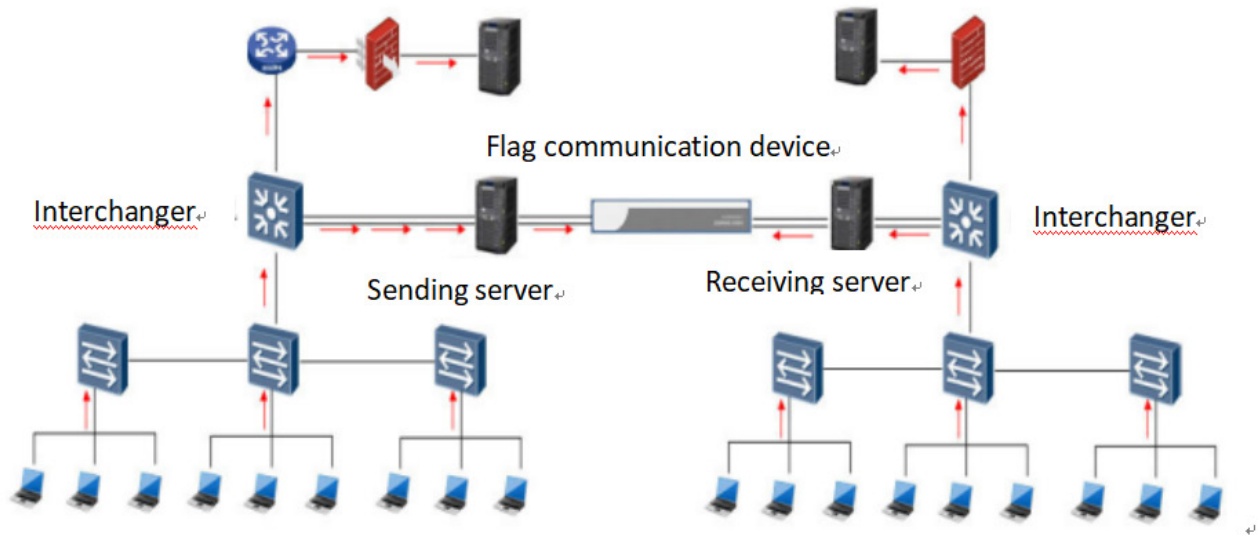 Flag communication device
Interchanger
Interchanger
Sending server
Receiving server